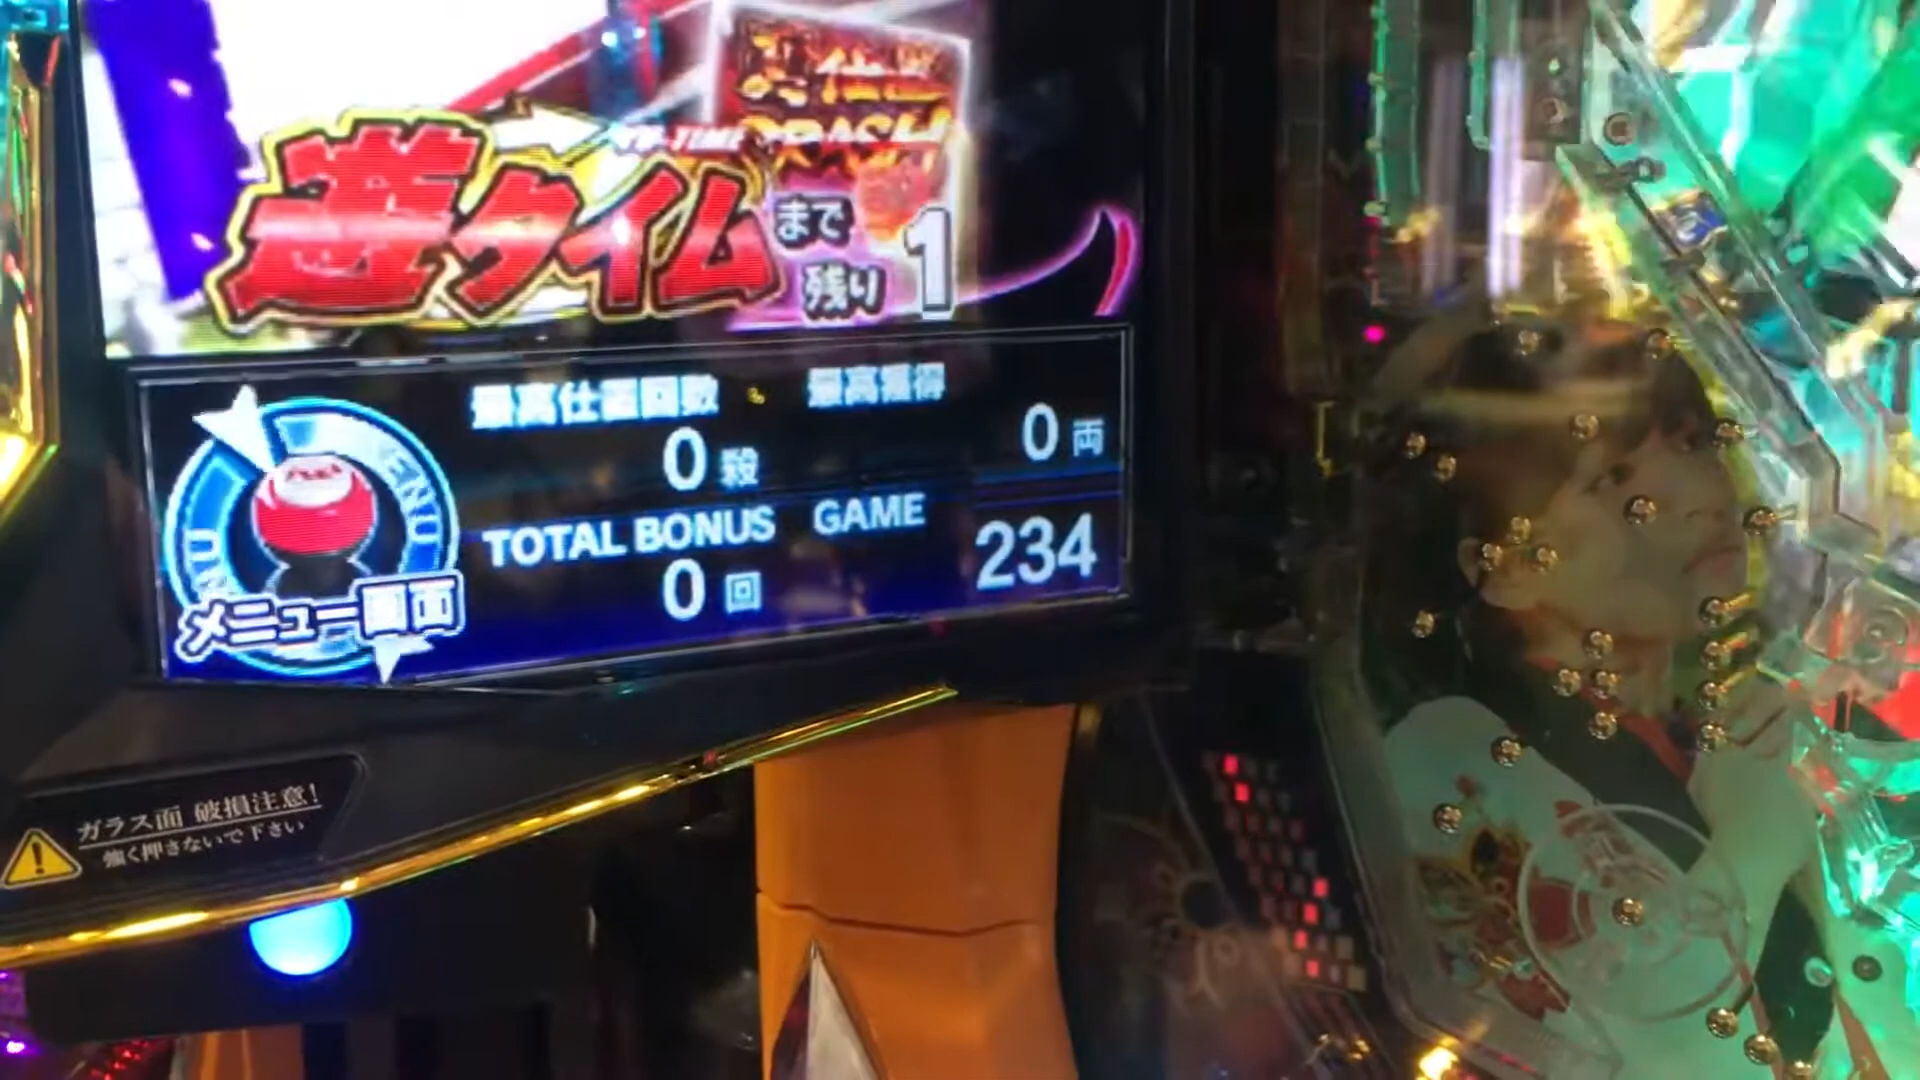 遊タイム
まで
残り 1
最高仕置回数
最高獲得
0 殺
0 両
TOTAL BONUS
GAME
0 回
234
MENU
メニュー画面
ガラス面 破損注意!
強く押さないで下さい